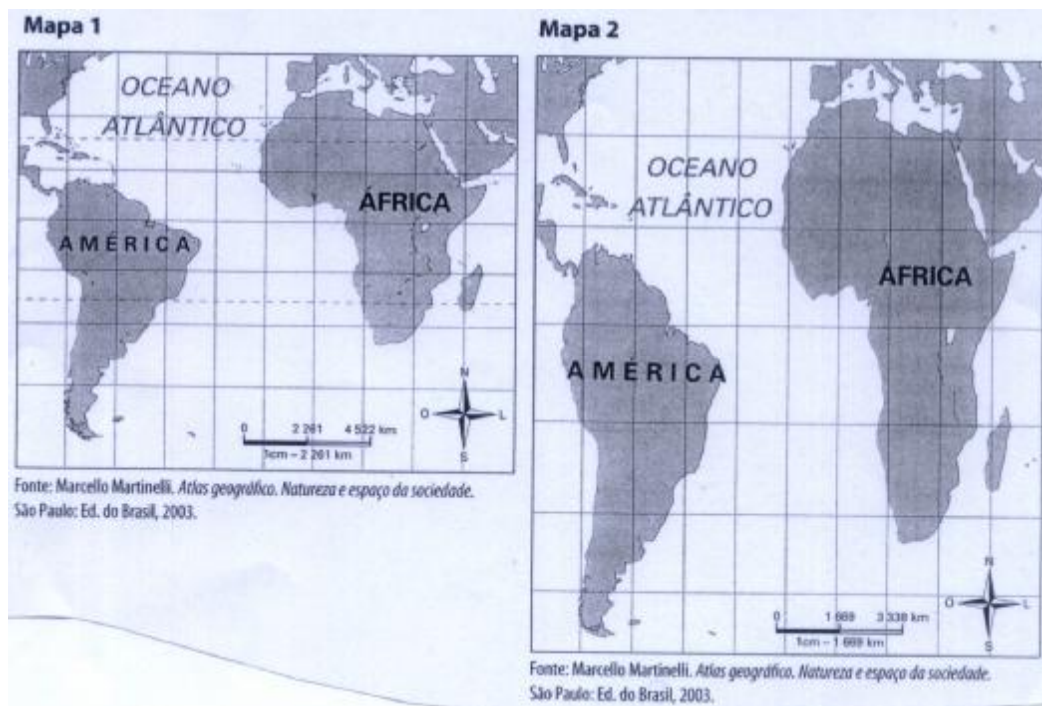 Mapa 1
OCEANO
ATLÂNTICO
ÁFRICA
AMÉRICA
N
O
L
S
0 2 261 4 522 km
1cm – 2 261 km
Fonte: Marcello Martinelli. Atlas geográfico. Natureza e espaço da sociedade.
São Paulo: Ed. do Brasil, 2003.
Mapa 2
OCEANO
ATLÂNTICO
ÁFRICA
AMÉRICA
N
O
L
S
0 1 669 3 338 km
1cm – 1 669 km
Fonte: Marcello Martinelli. Atlas geográfico. Natureza e espaço da sociedade.
São Paulo: Ed. do Brasil, 2003.